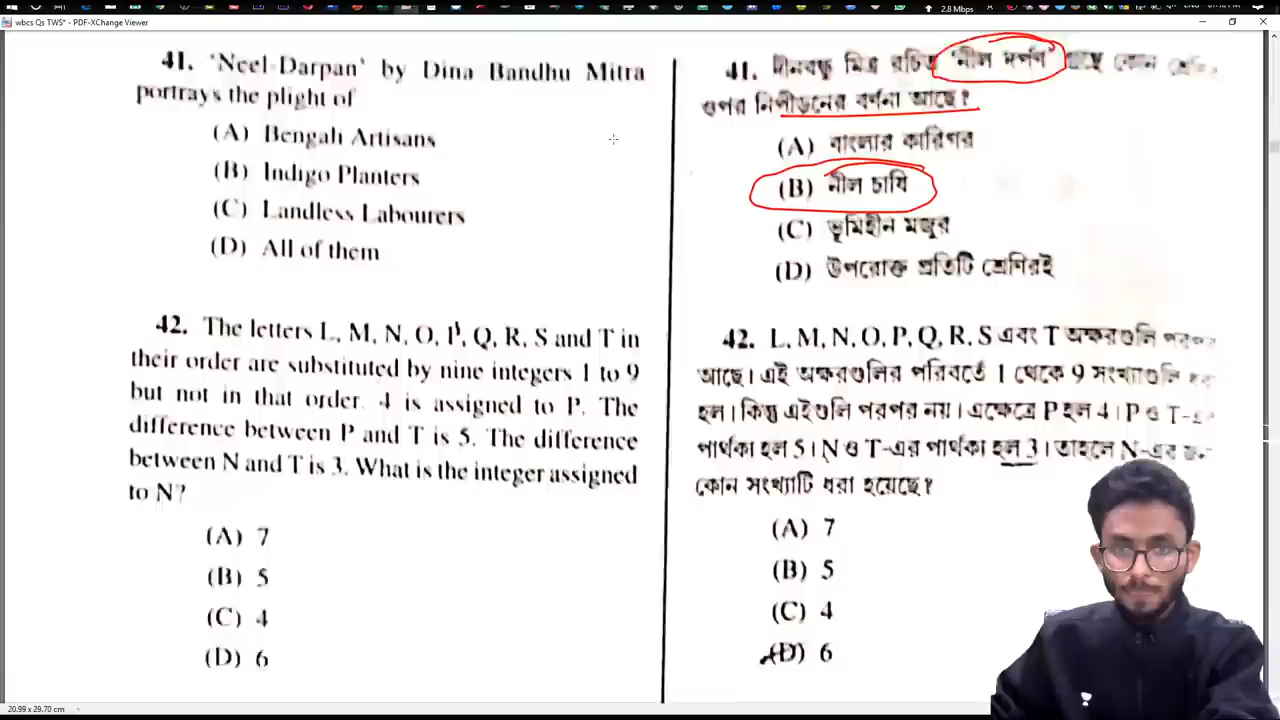 wbcs Qs TWS* - PDF-XChange Viewer
2.8 Mbps
41. 'Neel-Darpan' by Dina Bandhu Mitra
portrays the plight of
(A) Bengali Artisans
(B) Indigo Planters
(C) Landless Labourers
(D) All of them
42. The letters L, M, N, O, P, Q, R, S and T in
their order are substituted by nine integers 1 to 9
but not in that order. 4 is assigned to P. The
difference between P and T is 5. The difference
between N and T is 3. What is the integer assigned
to N?
(A) 7
(B) 5
(C) 4
(D) 6
41. দীনবন্ধু মিত্র রচিত 'নীল দর্পণ' কোন
ওপর নিপীড়নের বর্ণনা আছে?
(A) বাংলার কারিগর
(B) নীল চাষি
(C) ভূমিহীন মজুর
(D) উপরোক্ত প্রতিটি শ্রেণিরই
42. L, M, N, O, P, Q, R, S এবং T অক্ষরগুলি
আছে। এই অক্ষরগুলির পরিবর্তে 1 থেকে 9 সংখ্যাগুলি
হল। কিন্তু এইগুলি পরপর নয়। এক্ষেত্রে P হল 4। P ও T-
পার্থক্য হল 5। N ও T-এর পার্থক্য হল 3। তাহলে N-এর
কোন সংখ্যাটি ধরা হয়েছে?
(A) 7
(B) 5
(C) 4
(D) 6
20.99 x 29.70 cm